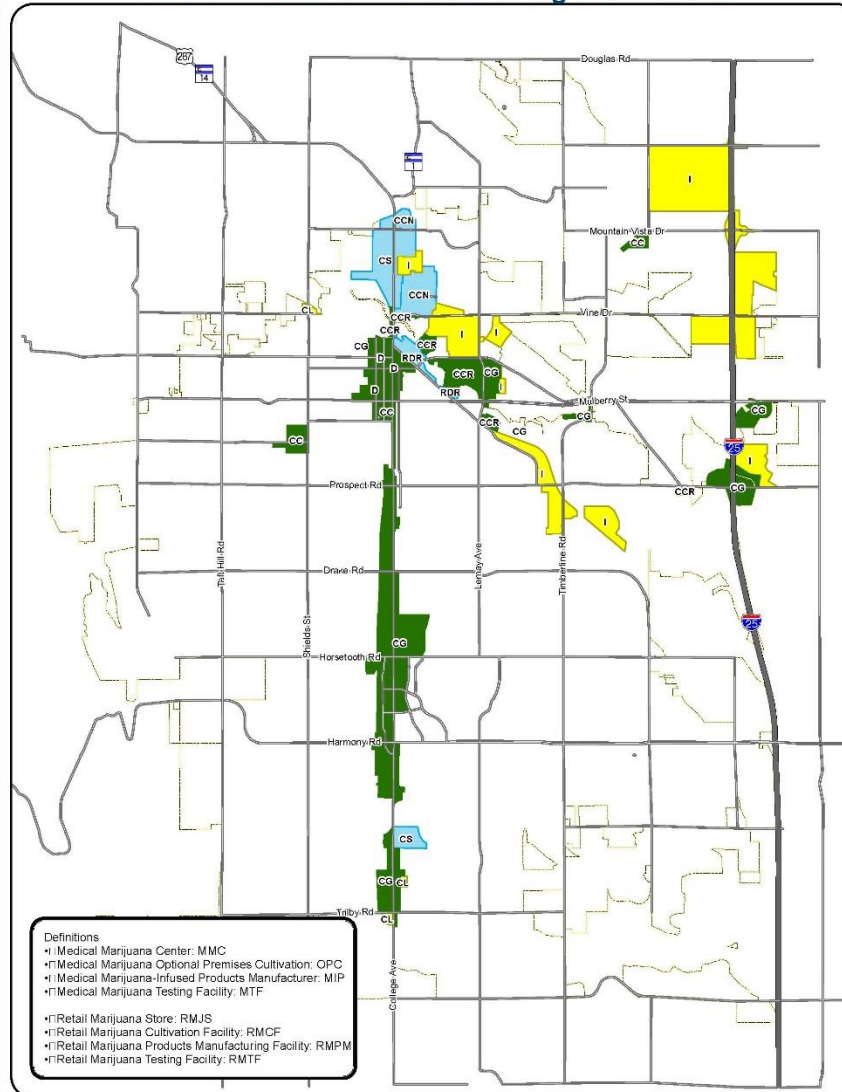 287
14
Douglas Rd
1
I
CCN
Mountain Vista Dr
CC
CS
I
CCN
CL
CCR
Vine Dr
CCR
I
I
CG
CCR
D
RDR
D
CCR
CG
D
RDR
I
Mulberry St
CC
CCR
CG
CG
CG
CC
25
I
I
Prospect Rd
CCR
CG
Taft Hill Rd
Shields St
Lemay Ave
Timberline Rd
I
Drake Rd
25
CG
Horsetooth Rd
Harmony Rd
CS
CG
CL
Trilby Rd
CL
College Ave
Definitions
•Medical Marijuana Center: MMC
•Medical Marijuana Optional Premises Cultivation: OPC
•Medical Marijuana-Infused Products Manufacturer: MIP
•Medical Marijuana Testing Facility: MTF
•Retail Marijuana Store: RMJS
•Retail Marijuana Cultivation Facility: RMCF
•Retail Marijuana Products Manufacturing Facility: RMPM
•Retail Marijuana Testing Facility: RMTF